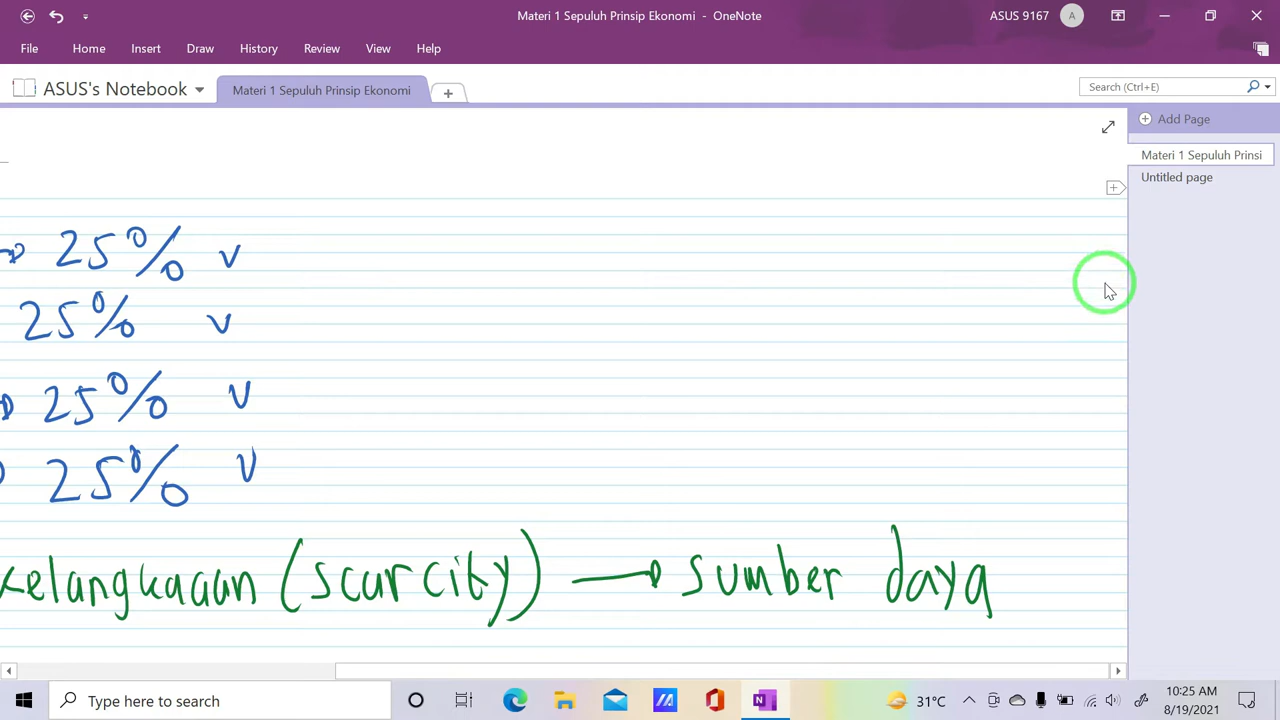 Materi 1 Sepuluh Prinsip Ekonomi - OneNote
ASUS 9167
A
File Home Insert Draw History Review View Help
ASUS's Notebook
Materi 1 Sepuluh Prinsip Ekonomi
Search (Ctrl+E)
Add Page
Materi 1 Sepuluh Prinsi
Untitled page
25% v
25% v
25% v
25% v
kelangkaaan (scarcity) → sumber daya
Type here to search
31°C
10:25 AM
8/19/2021